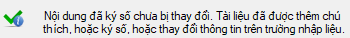 Nội dung đã ký số chưa bị thay đổi. Tài liệu đã được thêm chú
thích, hoặc ký số, hoặc thay đổi thông tin trên trường nhập liệu.